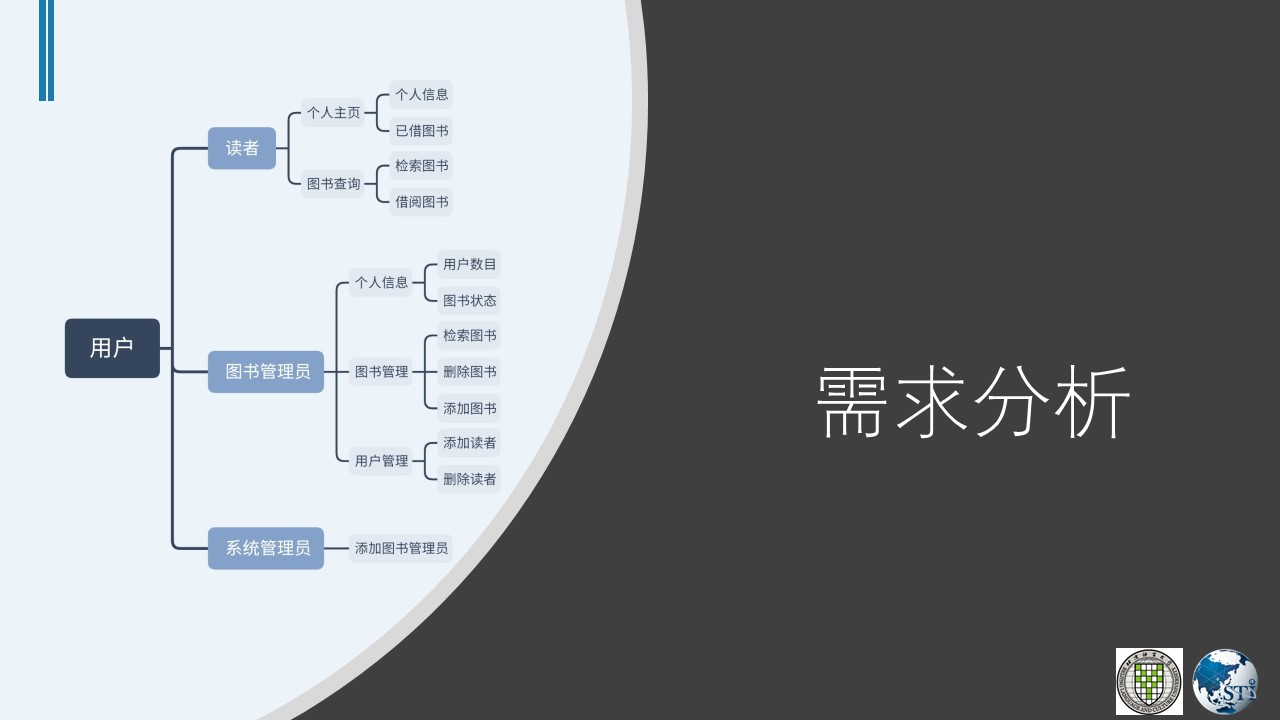 用户
读者
个人主页
个人信息
已借图书
图书查询
检索图书
借阅图书
图书管理员
个人信息
用户数目
图书状态
图书管理
检索图书
删除图书
添加图书
用户管理
添加读者
删除读者
系统管理员
添加图书管理员
需求分析
STi